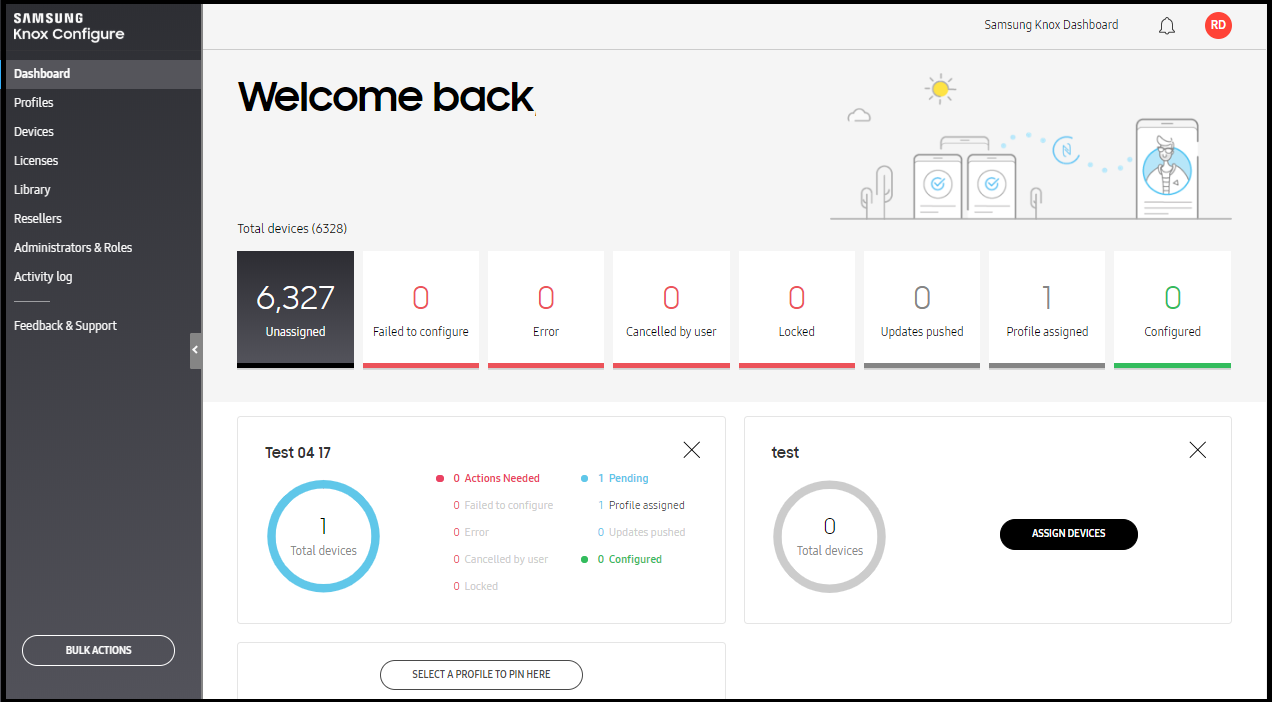 SAMSUNG
Knox Configure
Samsung Knox Dashboard
RD
Dashboard
Profiles
Devices
Licenses
Library
Resellers
Administrators & Roles
Activity log
Feedback & Support
BULK ACTIONS
Welcome back,
N
Total devices (6328)
6,327
Unassigned
0
Failed to configure
0
Error
0
Cancelled by user
0
Locked
0
Updates pushed
1
Profile assigned
0
Configured
Test 04 17
1
Total devices
0 Actions Needed
0 Failed to configure
0 Error
0 Cancelled by user
0 Locked
1 Pending
1 Profile assigned
0 Updates pushed
0 Configured
test
0
Total devices
ASSIGN DEVICES
SELECT A PROFILE TO PIN HERE